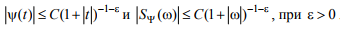 |ψ(t)| ≤ C(1+|t|)^{-1-ε} и |S_Ψ(ω)| ≤ C(1+|ω|)^{-1-ε}, при ε > 0